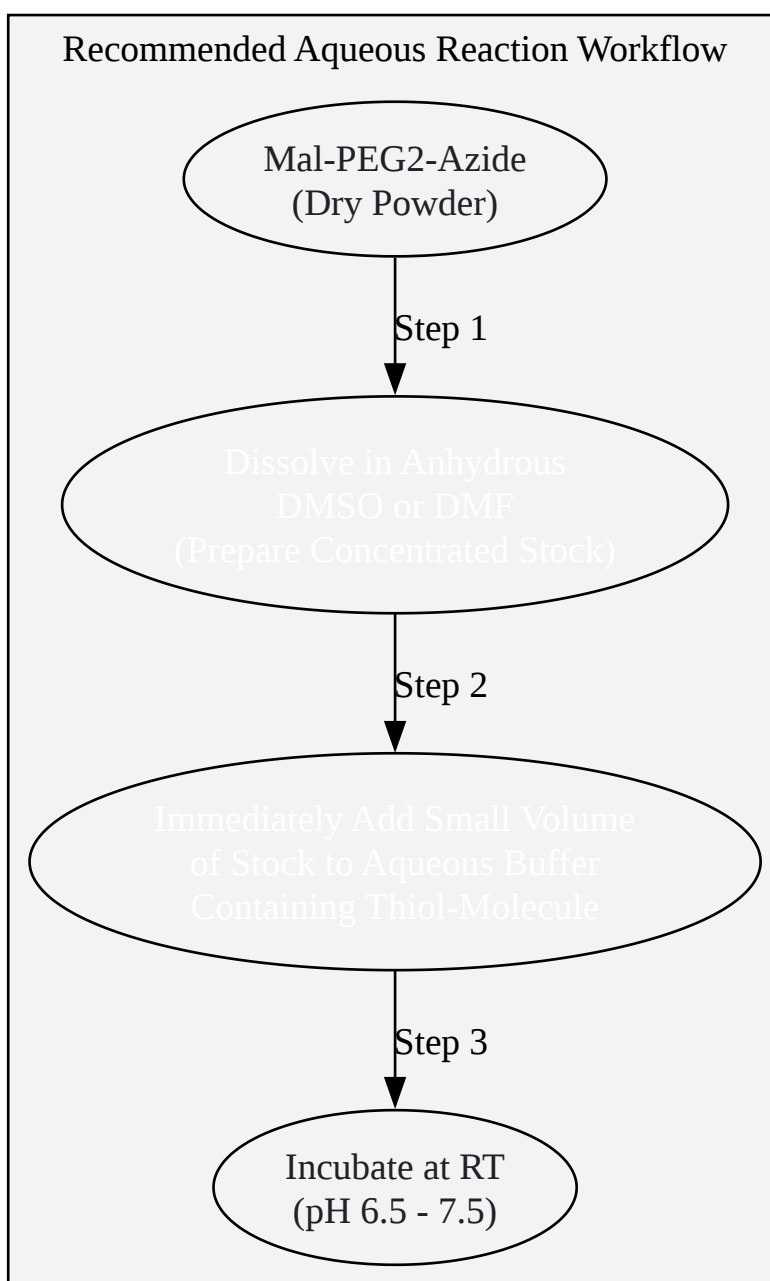 Recommended Aqueous Reaction Workflow
Mal-PEG2-Azide
(Dry Powder)
Step 1
Dissolve in Anhydrous
DMSO or DMF
(Prepare Concentrated Stock)
Step 2
Immediately Add Small Volume
of Stock to Aqueous Buffer
Containing Thiol-Molecule
Step 3
Incubate at RT
(pH 6.5 - 7.5)